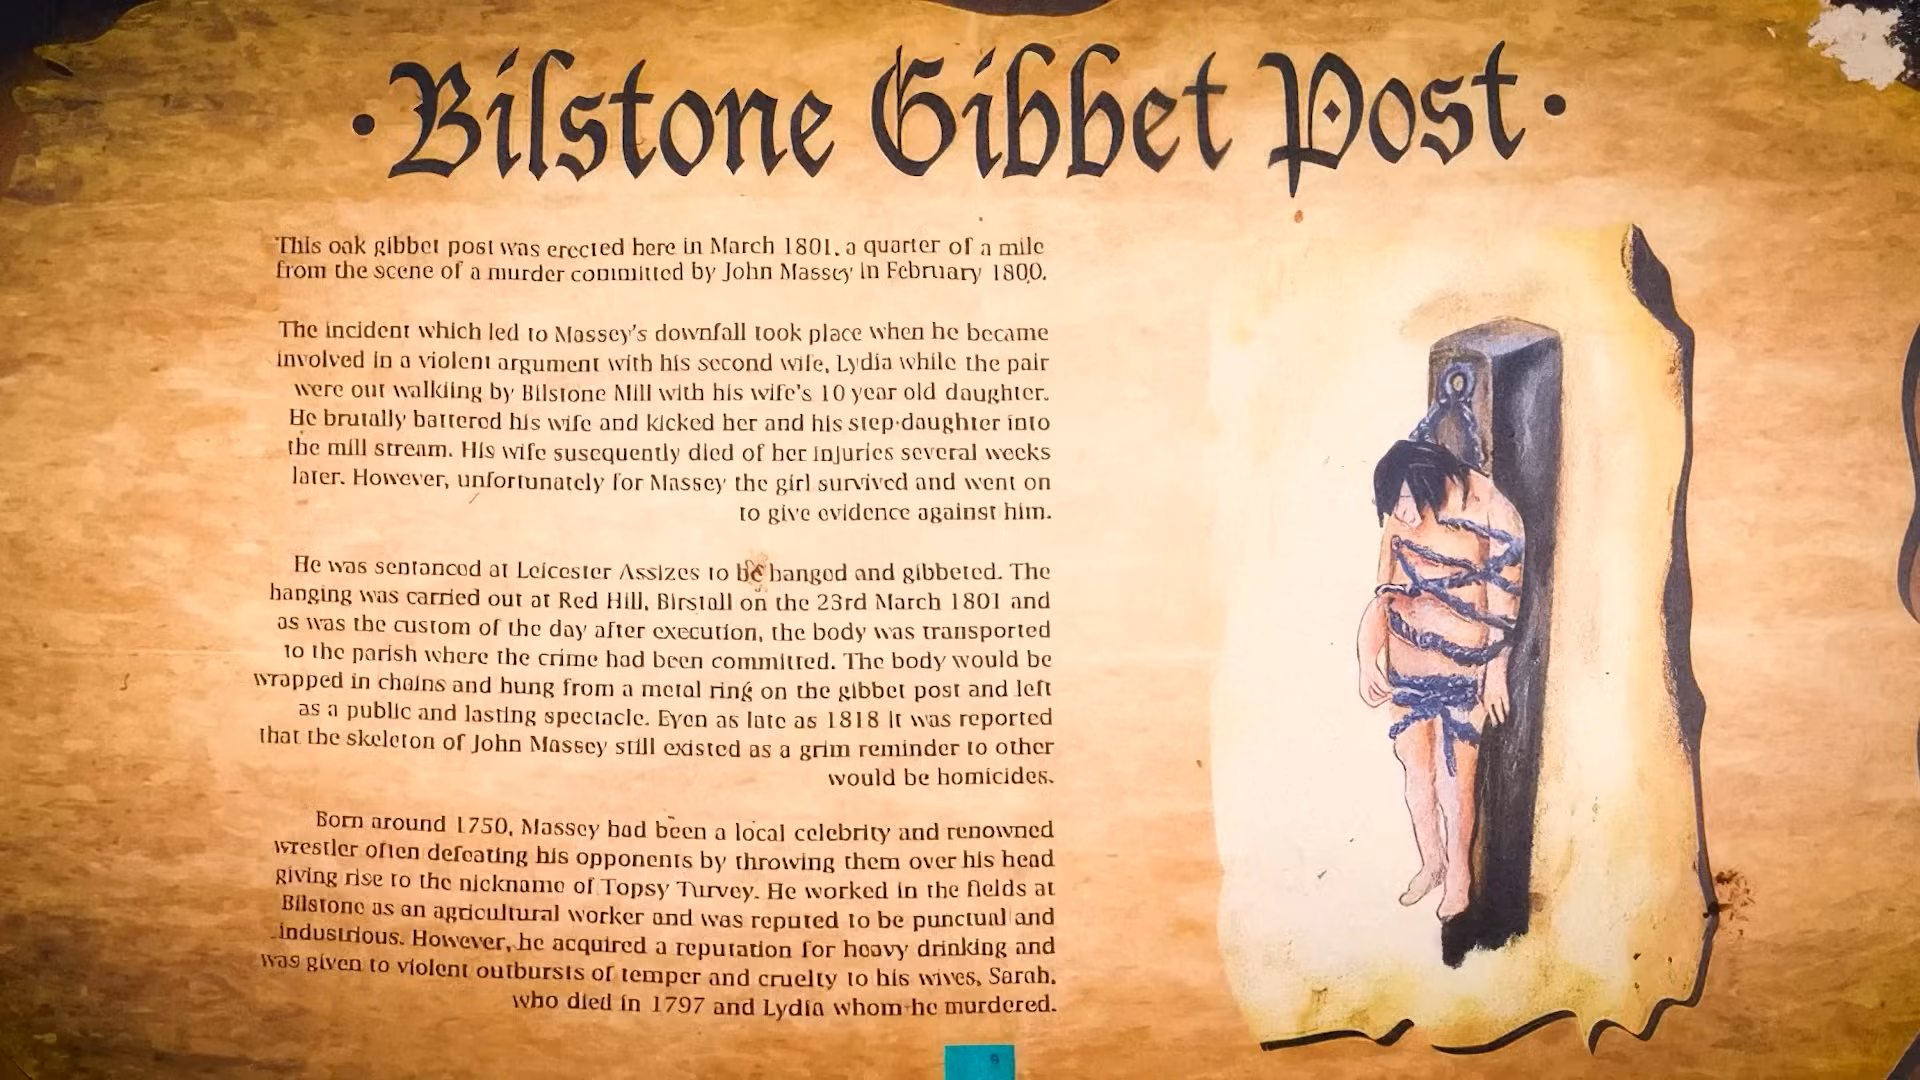 ·Bilstone Gibbet Post·
This oak gibbet post was erected here in March 1801, a quarter of a mile
from the scene of a murder committed by John Massey in February 1800.
The incident which led to Massey's downfall took place when he became
involved in a violent argument with his second wife, Lydia while the pair
were out walkiing by Bilstone Mill with his wife's 10 year old daughter.
He brutally battered his wife and kicked her and his step-daughter into
the mill stream. His wife susequently died of her injuries several weeks
later. However, unfortunately for Massey the girl survived and went on
to give evidence against him.
He was sentanced at Leicester Assizes to be hanged and gibbeted. The
hanging was carried out at Red Hill, Birstall on the 23rd March 1801 and
as was the custom of the day after execution, the body was transported
to the parish where the crime had been committed. The body would be
wrapped in chains and hung from a metal ring on the gibbet post and left
as a public and lasting spectacle. Even as late as 1818 it was reported
that the skeleton of John Massey still existed as a grim reminder to other
would be homicides.
Born around 1750, Massey had been a local celebrity and renowned
wrestler often defeating his opponents by throwing them over his head
giving rise to the nickname of Topsy Turvey. He worked in the fields at
Bilstone as an agricultural worker and was reputed to be punctual and
industrious. However, he acquired a reputation for heavy drinking and
was given to violent outbursts of temper and cruelty to his wives, Sarah,
who died in 1797 and Lydia whom he murdered.
9